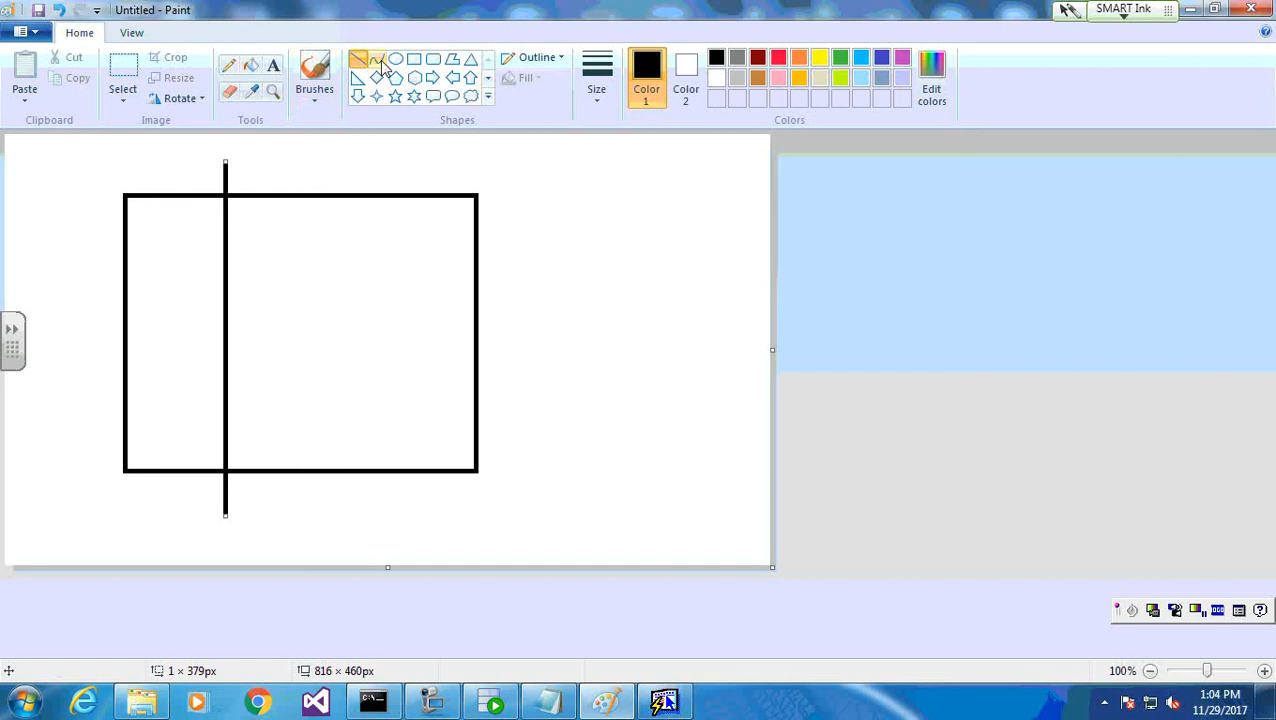 Untitled - Paint
SMART Ink
Home
View
Paste
Cut
Copy
Clipboard
Select
Crop
Resize
Rotate
Image
A
Tools
Brushes
Shapes
Outline
Fill
Size
Color
1
Color
2
Edit
colors
Colors
1 × 379px
816 × 460px
100%
1:04 PM
11/29/2017